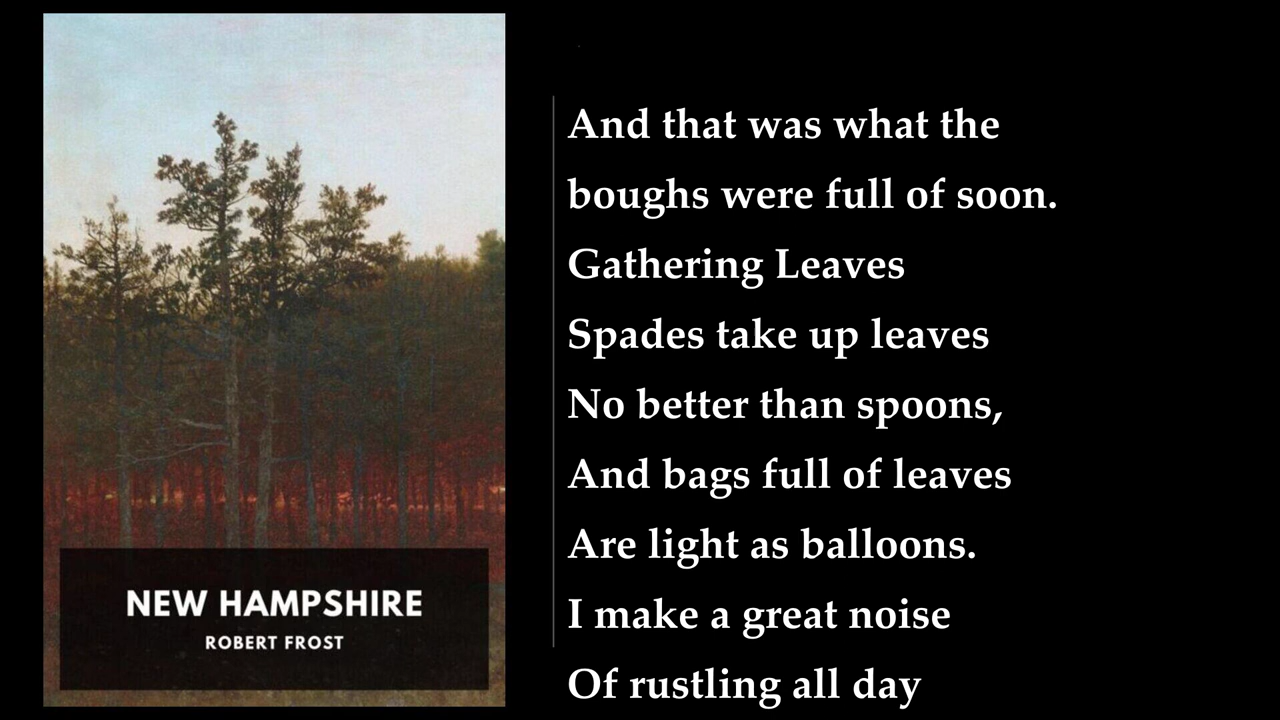 NEW HAMPSHIRE
ROBERT FROST
And that was what the
boughs were full of soon.
Gathering Leaves
Spades take up leaves
No better than spoons,
And bags full of leaves
Are light as balloons.
I make a great noise
Of rustling all day